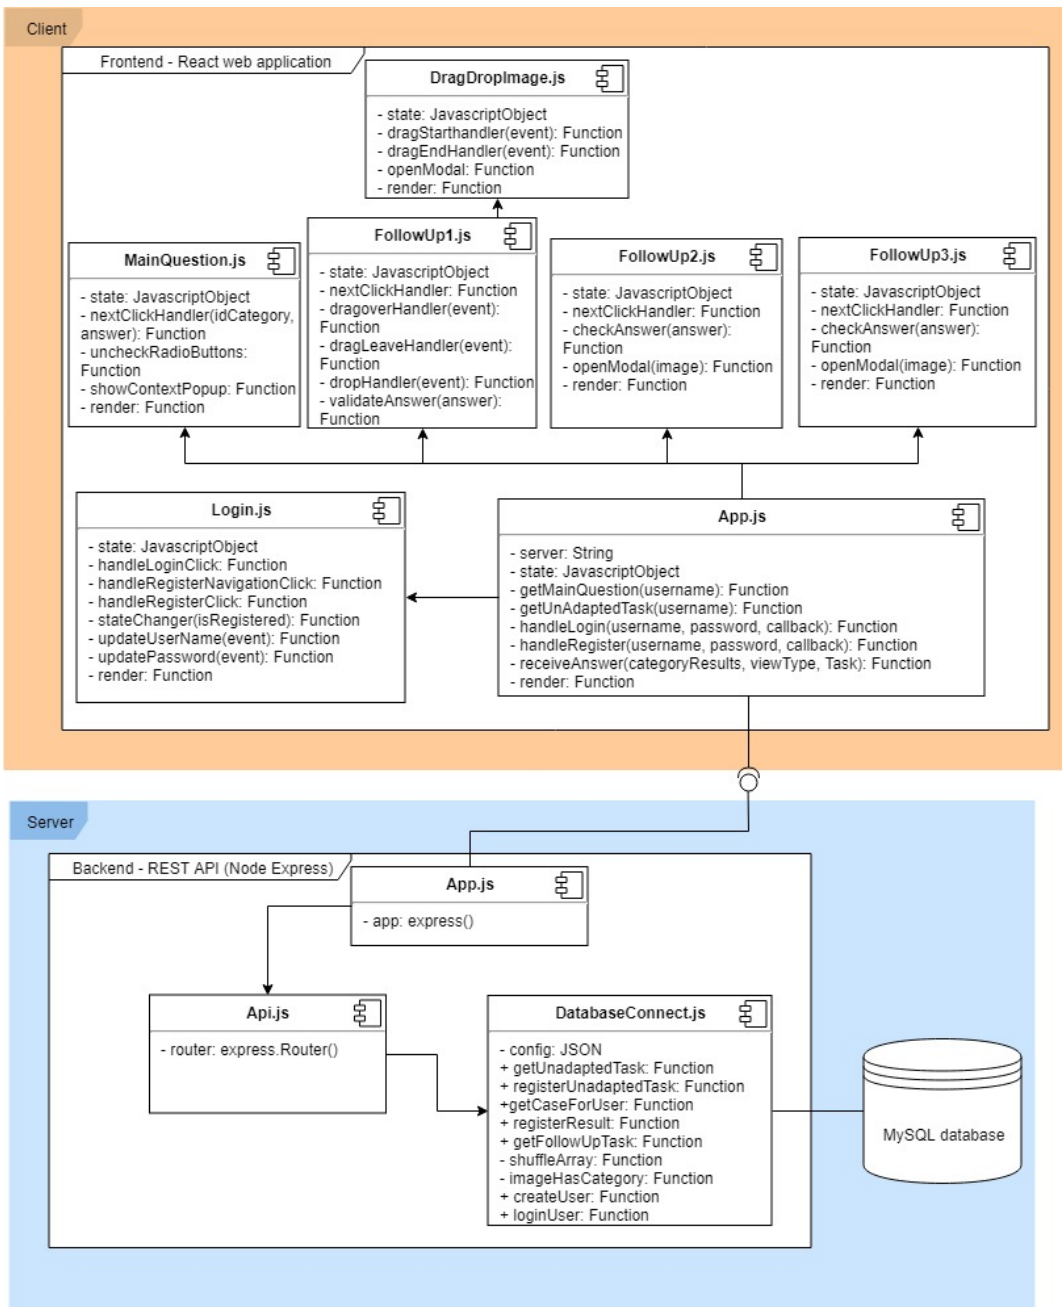 Client
Frontend - React web application
DragDropImage.js
- state: JavascriptObject
- dragStarthandler(event): Function
- dragEndHandler(event): Function
- openModal: Function
- render: Function
MainQuestion.js
- state: JavascriptObject
- nextClickHandler(idCategory,
answer): Function
- uncheckRadioButtons:
Function
- showContextPopup: Function
- render: Function
FollowUp1.js
- state: JavascriptObject
- nextClickHandler: Function
- dragoverHandler(event):
Function
- dragLeaveHandler(event):
Function
- dropHandler(event): Function
- validateAnswer(answer):
Function
FollowUp2.js
- state: JavascriptObject
- nextClickHandler: Function
- checkAnswer(answer):
Function
- openModal(image): Function
- render: Function
FollowUp3.js
- state: JavascriptObject
- nextClickHandler: Function
- checkAnswer(answer):
Function
- openModal(image): Function
- render: Function
Login.js
- state: JavascriptObject
- handleLoginClick: Function
- handleRegisterNavigationClick: Function
- handleRegisterClick: Function
- stateChanger(isRegistered): Function
- updateUserName(event): Function
- updatePassword(event): Function
- render: Function
App.js
- server: String
- state: JavascriptObject
- getMainQuestion(username): Function
- getUnAdaptedTask(username): Function
- handleLogin(username, password, callback): Function
- handleRegister(username, password, callback): Function
- receiveAnswer(categoryResults, viewType, Task): Function
- render: Function
Server
Backend - REST API (Node Express)
App.js
- app: express()
Api.js
- router: express.Router()
DatabaseConnect.js
- config: JSON
+ getUnadaptedTask: Function
+ registerUnadaptedTask: Function
+getCaseForUser: Function
+ registerResult: Function
+ getFollowUpTask: Function
- shuffleArray: Function
- imageHasCategory: Function
+ createUser: Function
+ loginUser: Function
MySQL database